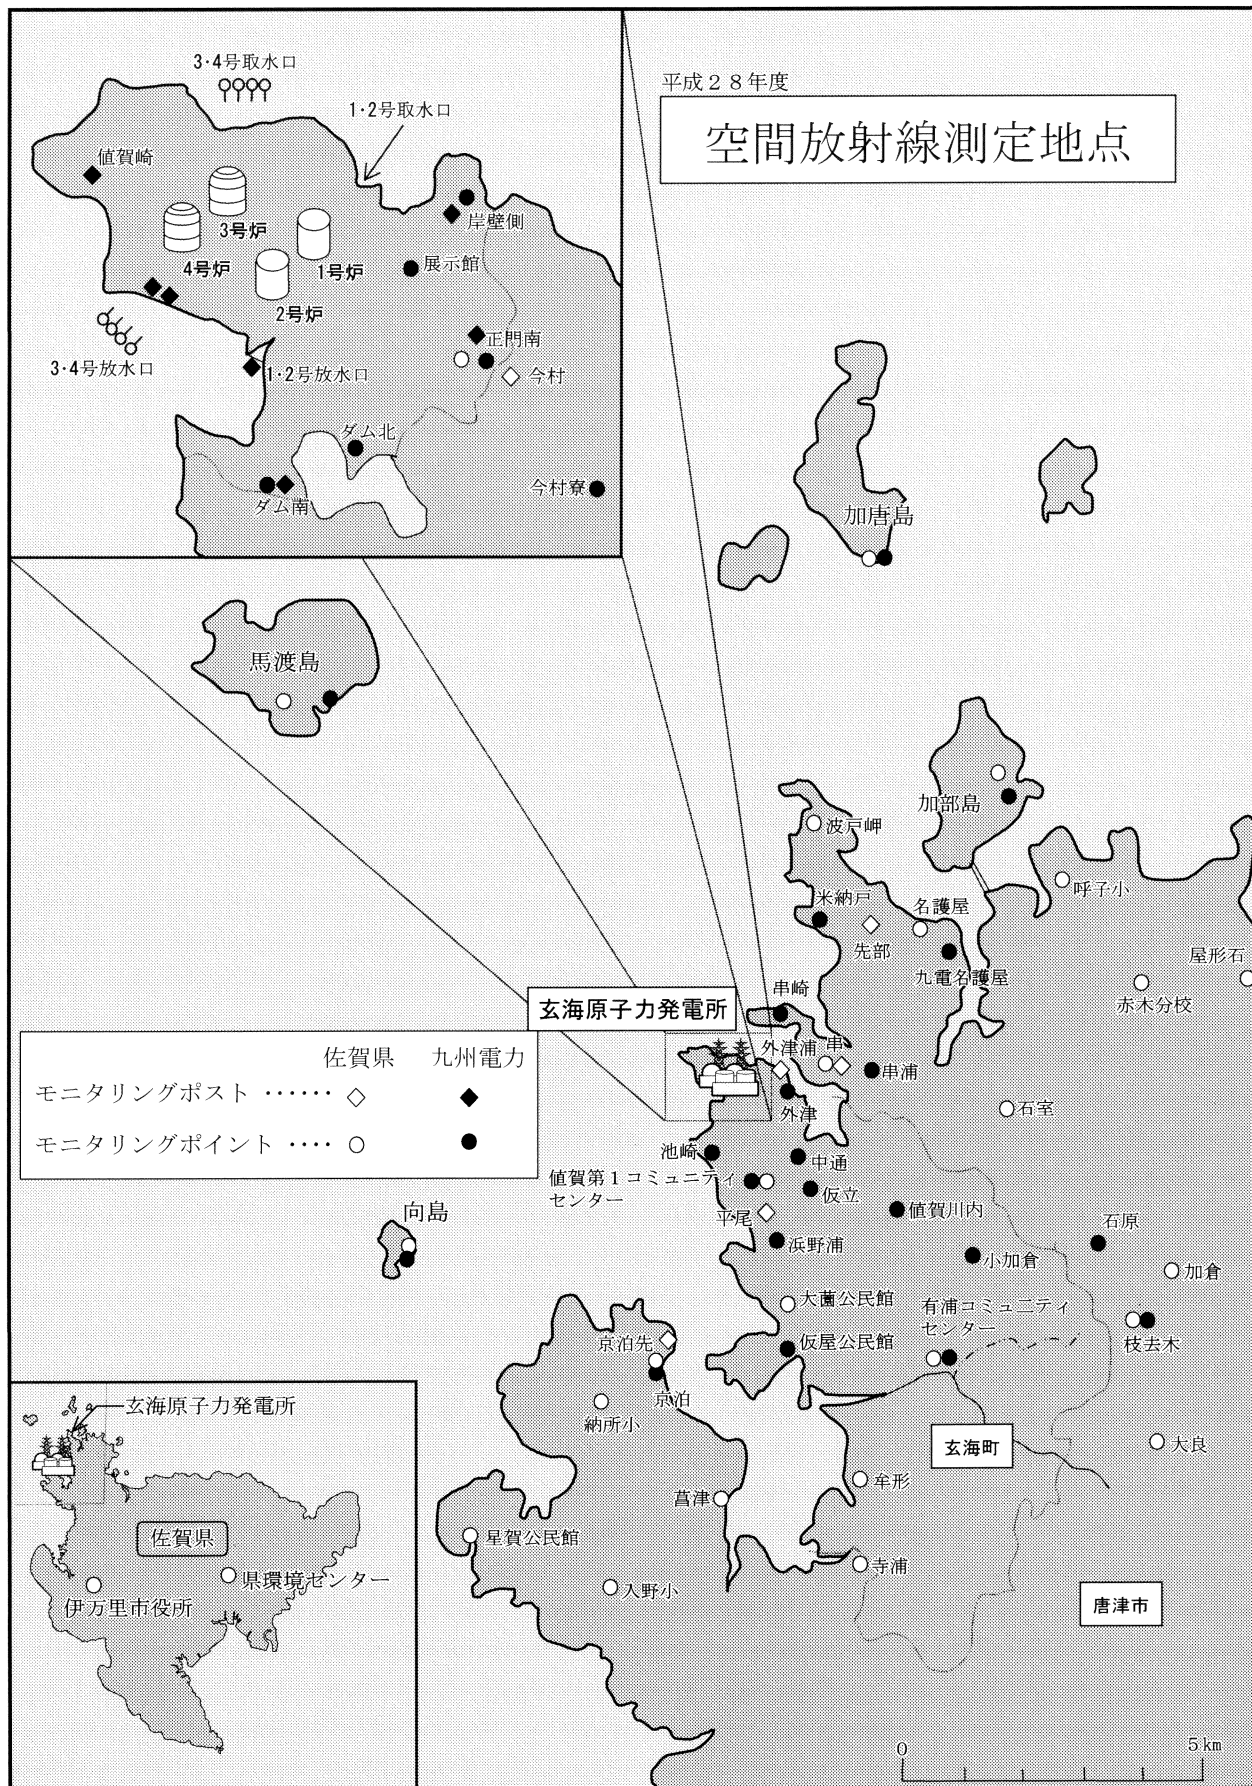 平成２８年度
空間放射線測定地点
3･4号取水口
1･2号取水口
値賀崎
3号炉
4号炉
1号炉
2号炉
岸壁側
展示館
正門南
今村
3･4号放水口
1･2号放水口
ダム北
ダム南
今村寮
加唐島
馬渡島
加部島
波戸岬
呼子小
米納戸
名護屋
先部
九電名護屋
屋形石
赤木分校
串崎
玄海原子力発電所
外津浦
串
串浦
外津
石室
佐賀県 九州電力
モニタリングポスト ‥‥‥ ◇ ◆
モニタリングポイント ‥‥ ○ ●
池崎
中通
値賀第１コミュニティ
センター
仮立
平尾
値賀川内
石原
向島
浜野浦
小加倉
加倉
大薗公民館
有浦コミュニティ
センター
京泊先
仮屋公民館
枝去木
京泊
納所小
玄海町
大良
牟形
菖津
星賀公民館
寺浦
入野小
唐津市
玄海原子力発電所
佐賀県
県環境センター
伊万里市役所
0 5 km